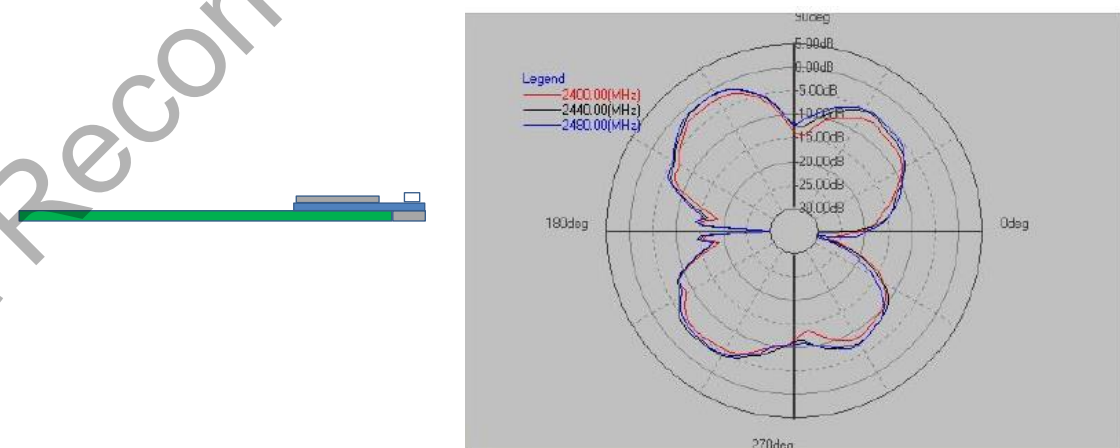 Recom
90deg
5.00dB
0.00dB
-5.00dB
-10.00dB
-15.00dB
-20.00dB
-25.00dB
-30.00dB
Legend
2400.00(MHz)
2440.00(MHz)
2480.00(MHz)
180deg
0deg
270deg